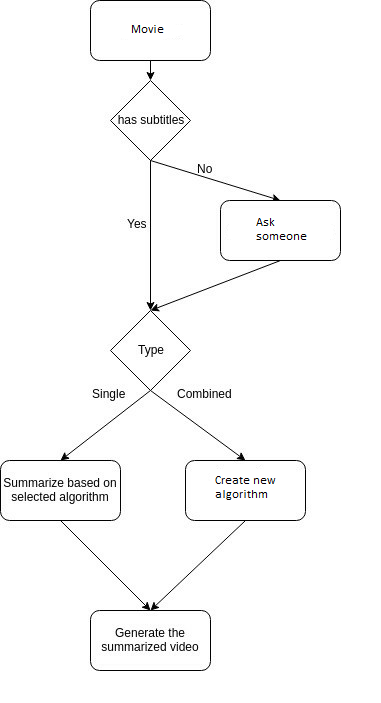 Movie
has subtitles
No
Yes
Ask
someone
Type
Single
Combined
Summarize based on
selected algorithm
Create new
algorithm
Generate the
summarized video